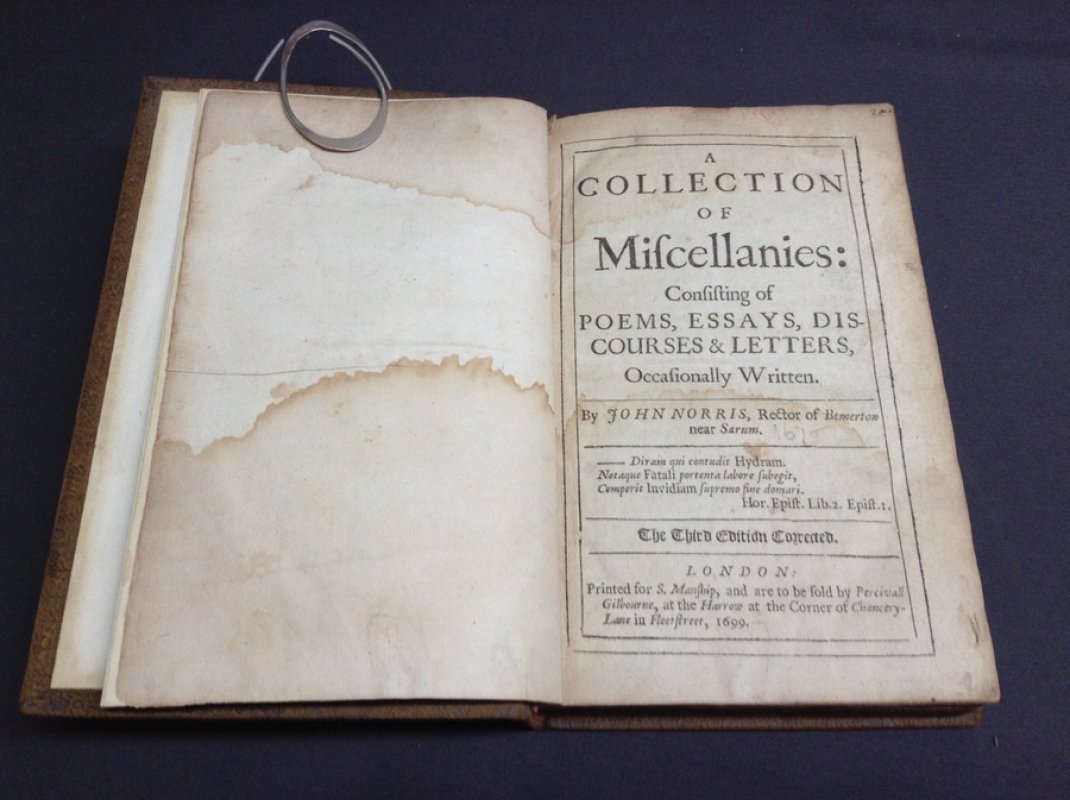 A
COLLECTION
OF
Miſcellanies:
Conſiſting of
POEMS, ESSAYS, DIS-
COURSES & LETTERS,
Occaſionally Written.
By JOHN NORRIS, Rector of Bemerton
near Sarum.
—— Diram qui contudit Hydram.
Notaque Fatali portenta labore ſubegit,
Comperit Invidiam ſupremo fine domari.
Hor. Epiſt. Lib. 2. Epiſt. 1.
The Third Edition Corrected.
LONDON:
Printed for S. Manſhip, and are to be ſold by Percivall
Gilbourne, at the Harrow at the Corner of Chancery-
Lane in Fleetſtreet, 1699.